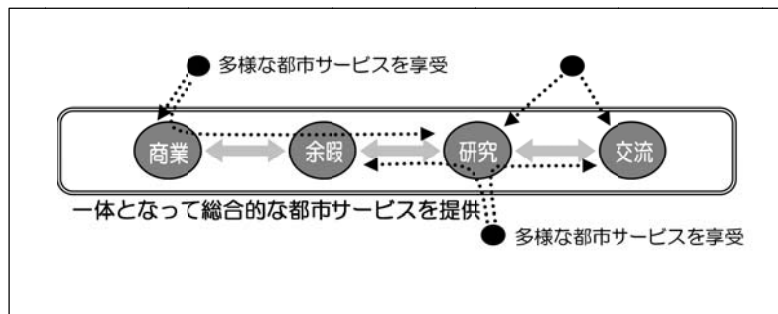 多様な都市サービスを享受
商業
余暇
研究
交流
一体となって総合的な都市サービスを提供
多様な都市サービスを享受